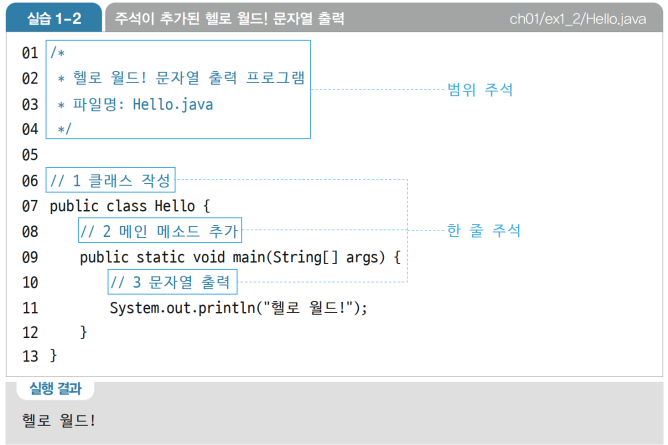 실습 1-2 주석이 추가된 헬로 월드! 문자열 출력 ch01/ex1_2/Hello.java
01 /*
02  * 헬로 월드! 문자열 출력 프로그램
범위 주석
03  * 파일명: Hello.java
04  */
05
06 // 1 클래스 작성
07 public class Hello {
08     // 2 메인 메소드 추가
한 줄 주석
09     public static void main(String[] args) {
10         // 3 문자열 출력
11         System.out.println("헬로 월드!");
12     }
13 }
실행 결과
헬로 월드!